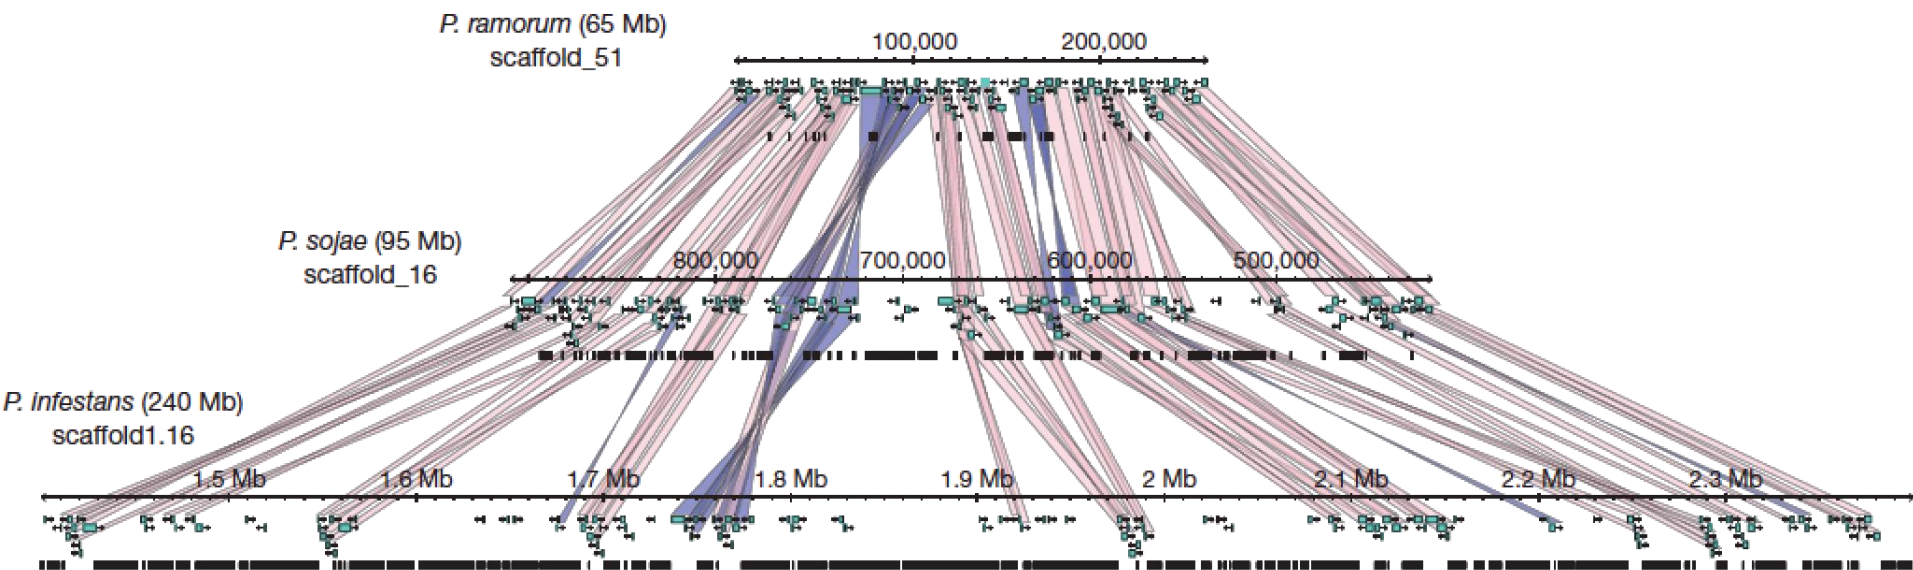 P. ramorum (65 Mb)
scaffold_51
100,000 200,000
P. sojae (95 Mb)
scaffold_16
800,000 700,000 600,000 500,000
P. infestans (240 Mb)
scaffold1.16
1.5 Mb 1.6 Mb 1.7 Mb 1.8 Mb 1.9 Mb 2 Mb 2.1 Mb 2.2 Mb 2.3 Mb